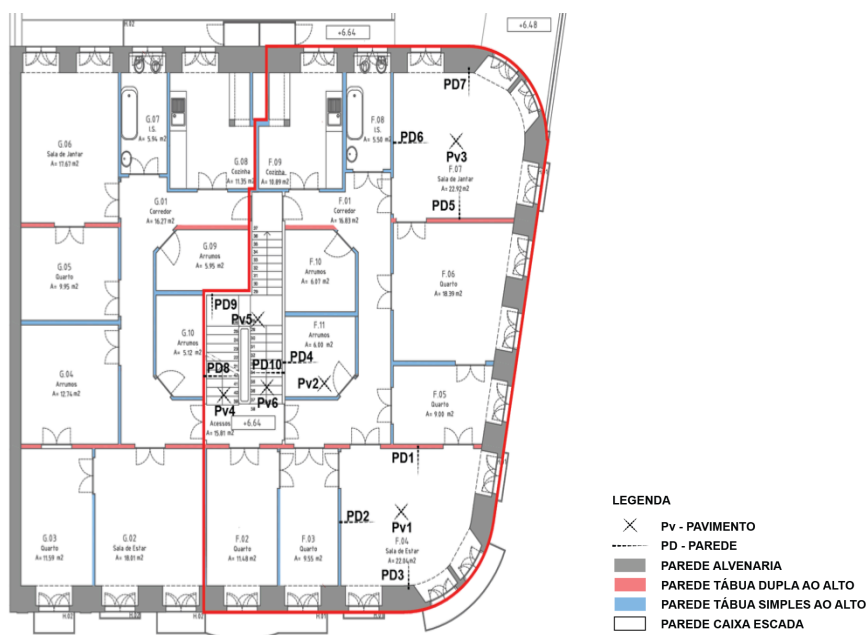 H.02
+6.64
+6.48
G.06
Sala de Jantar
A= 17.67 m2
G.07
I.S.
A= 5.94 m2
G.08
Cozinha
A= 11.35 m2
F.09
Cozinha
A= 10.89 m2
F.08
I.S.
A= 5.50 m2
PD7
PD6
Pv3
F.07
Sala de Jantar
A= 22.92 m2
PD5
G.01
Corredor
A= 16.27 m2
F.01
Corredor
A= 16.83 m2
G.05
Quarto
A= 9.95 m2
G.09
Arrumos
A= 5.95 m2
F.10
Arrumos
A= 6.07 m2
F.06
Quarto
A= 18.39 m2
PD9
Pv5
G.10
Arrumos
A= 5.12 m2
F.11
Arrumos
A= 6.00 m2
PD4
PD8
PD10
Pv2
G.04
Arrumos
A= 12.74 m2
F.05
Quarto
A= 9.00 m2
Pv4
Pv6
Acessos
A= 15.81 m2
+6.64
PD1
PD2
Pv1
G.03
Quarto
A= 11.59 m2
G.02
Sala de Estar
A= 18.01 m2
F.02
Quarto
A= 11.48 m2
F.03
Quarto
A= 9.55 m2
F.04
Sala de Estar
A= 22.04 m2
PD3
H.02
H.02
LEGENDA
Pv - PAVIMENTO
PD - PAREDE
PAREDE ALVENARIA
PAREDE TÁBUA DUPLA AO ALTO
PAREDE TÁBUA SIMPLES AO ALTO
PAREDE CAIXA ESCADA